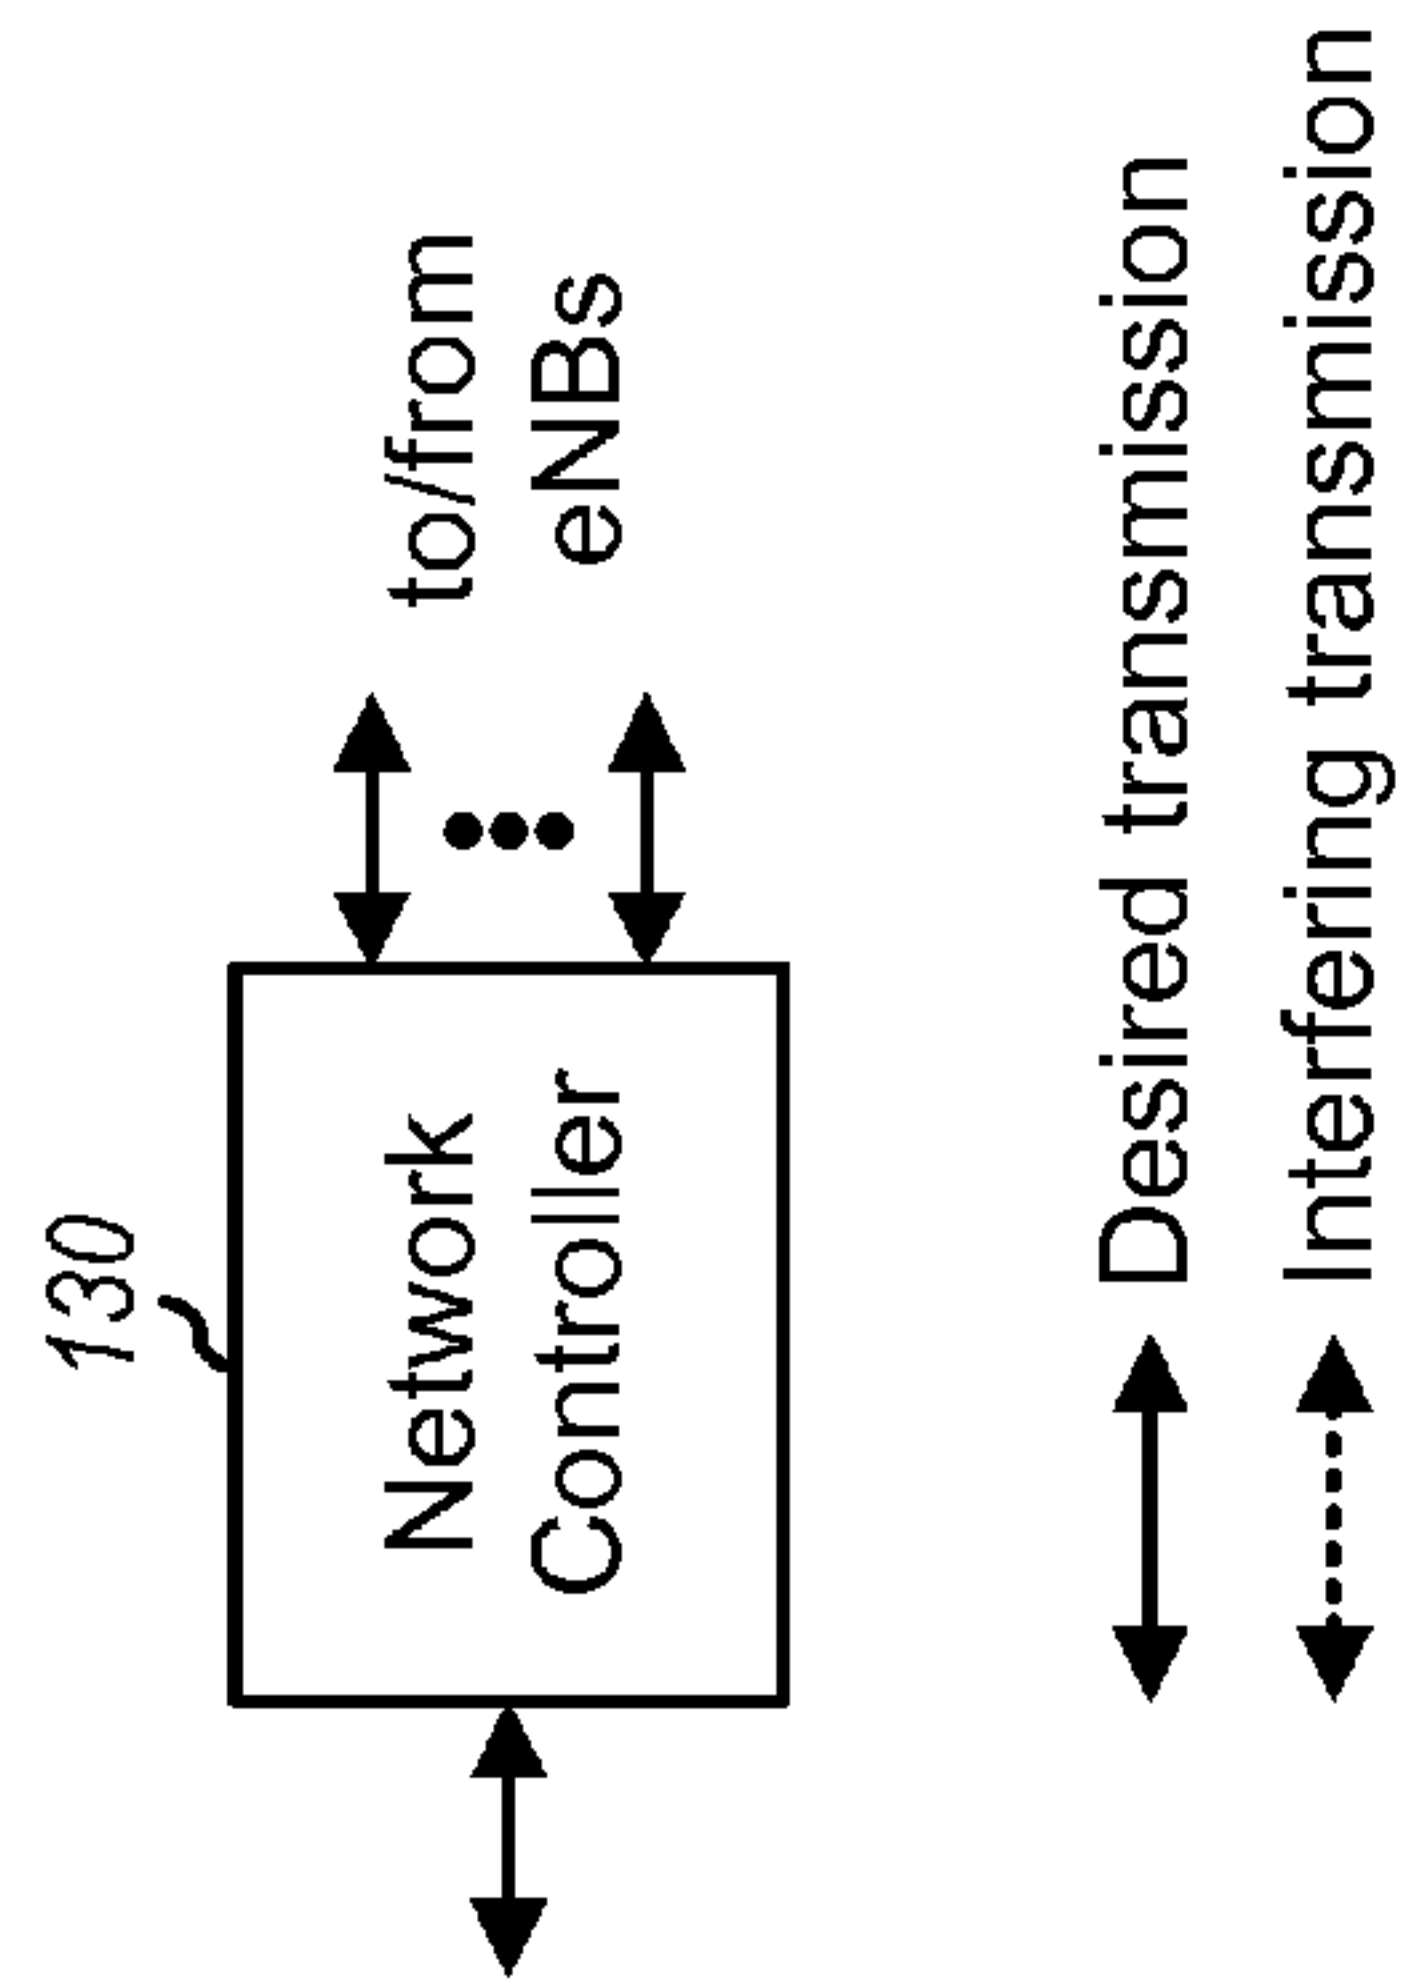 130
Network
Controller
to/from
eNBs
Desired transmission
Interfering transmission